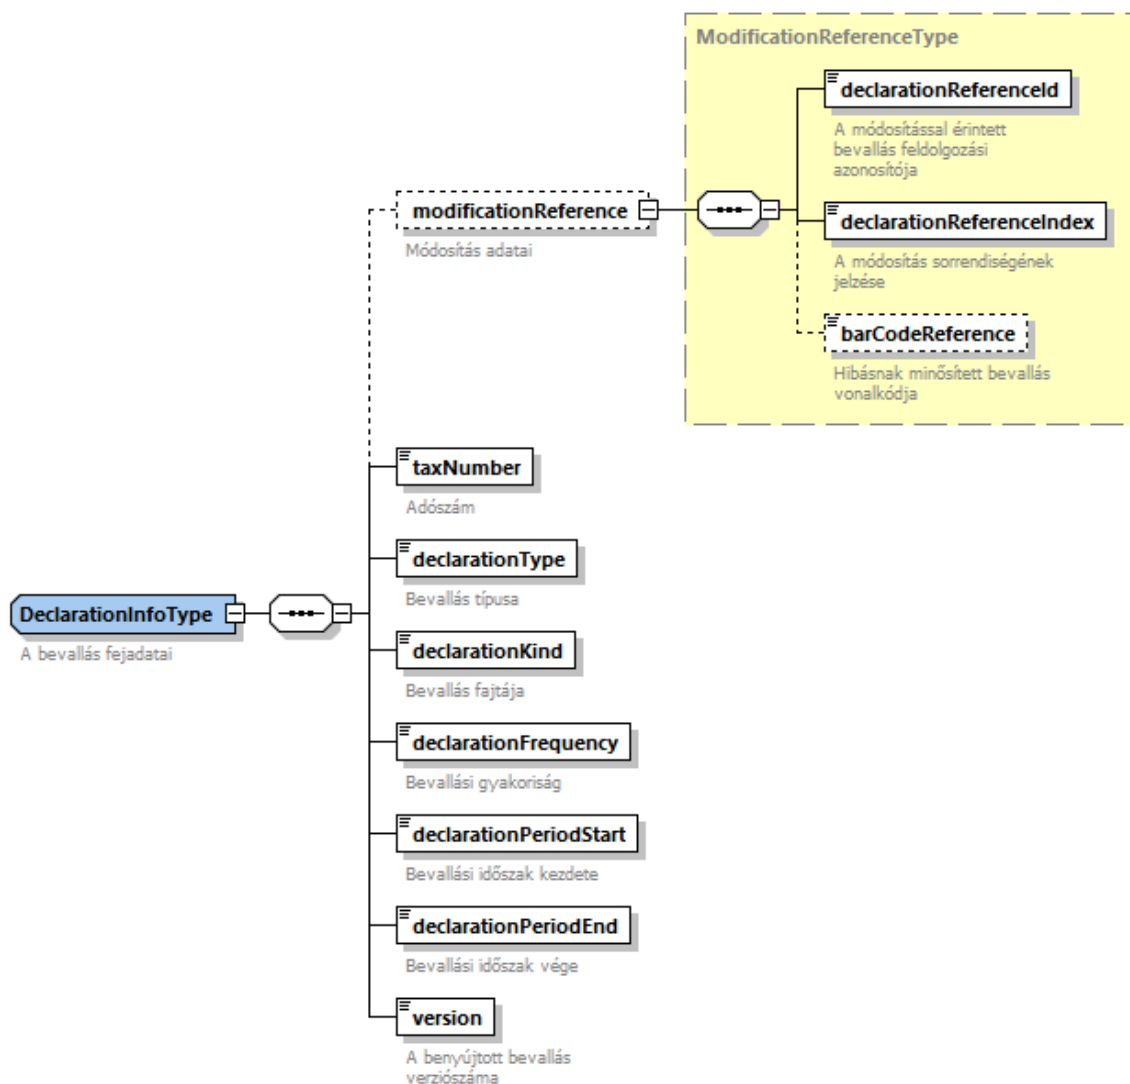 ModificationReferenceType
declarationReferenceId
A módosítással érintett
bevallás feldolgozási
azonosítója
modificationReference
Módosítás adatai
declarationReferenceIndex
A módosítás sorrendiségének
jelzése
barCodeReference
Hibásnak minősített bevallás
vonalkódja
taxNumber
Adószám
declarationType
Bevallás típusa
DeclarationInfoType
A bevallás fejadatai
declarationKind
Bevallás fajtája
declarationFrequency
Bevallási gyakoriság
declarationPeriodStart
Bevallási időszak kezdete
declarationPeriodEnd
Bevallási időszak vége
version
A benyújtott bevallás
verziószáma